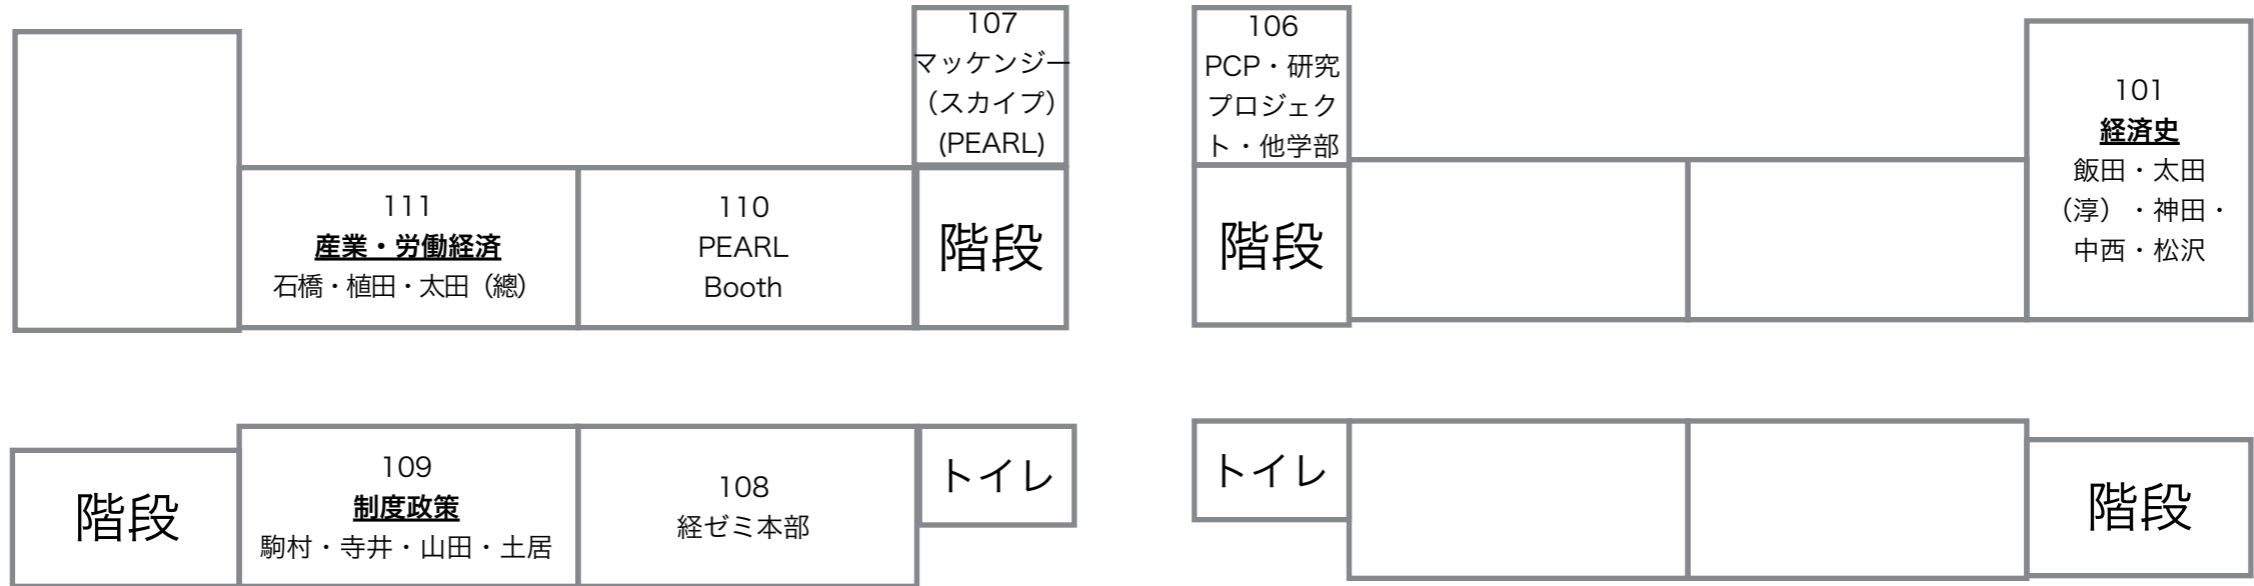 107
マッケンジー
（スカイプ）
(PEARL)
106
PCP・研究
プロジェク
ト・他学部
101
経済史
飯田・太田
（淳）・神田・
中西・松沢
111
産業・労働経済
石橋・植田・太田（總）
110
PEARL
Booth
階段
階段
階段
109
制度政策
駒村・寺井・山田・土居
108
経ゼミ本部
トイレ
トイレ
階段